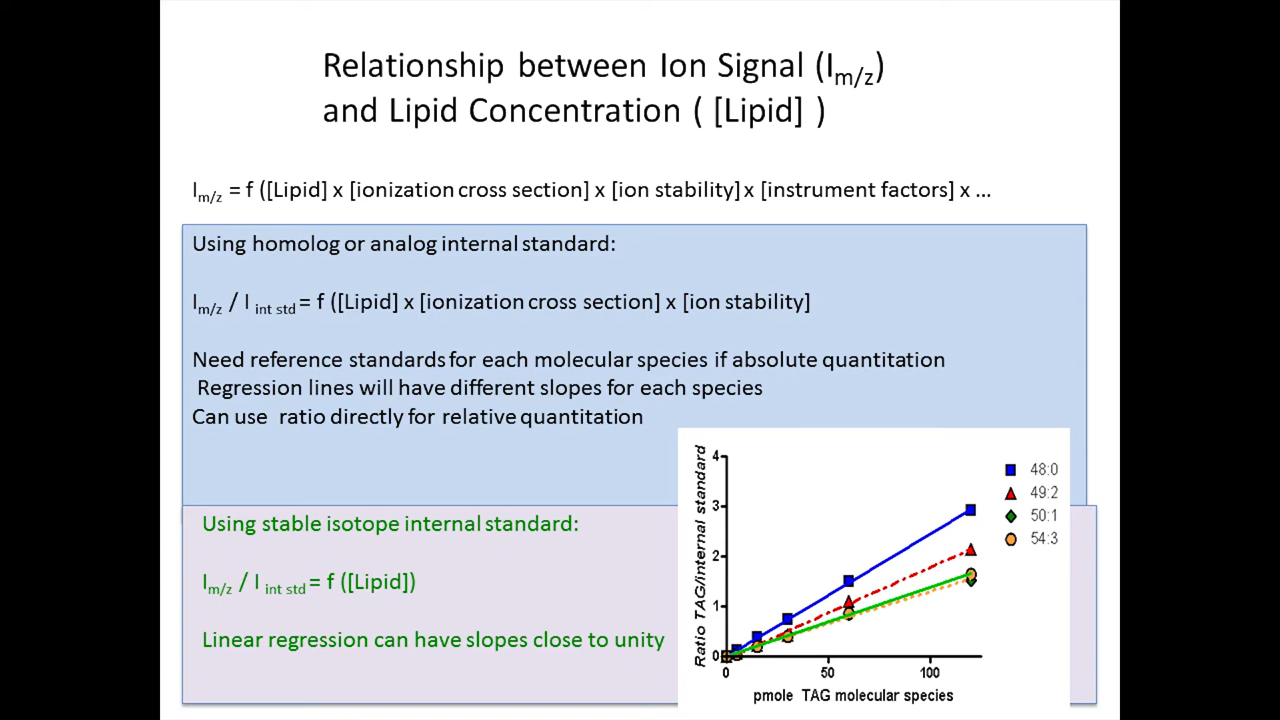 Relationship between Ion Signal (Im/z)
and Lipid Concentration ( [Lipid] )
Im/z = f ([Lipid] x [ionization cross section] x [ion stability] x [instrument factors] x ...
Using homolog or analog internal standard:
Im/z / I int std = f ([Lipid] x [ionization cross section] x [ion stability]
Need reference standards for each molecular species if absolute quantitation
Regression lines will have different slopes for each species
Can use ratio directly for relative quantitation
Using stable isotope internal standard:
Im/z / I int std = f ([Lipid])
Linear regression can have slopes close to unity
Ratio TAG/internal standard
4
3
2
1
0
0 50 100
pmole TAG molecular species
48:0
49:2
50:1
54:3